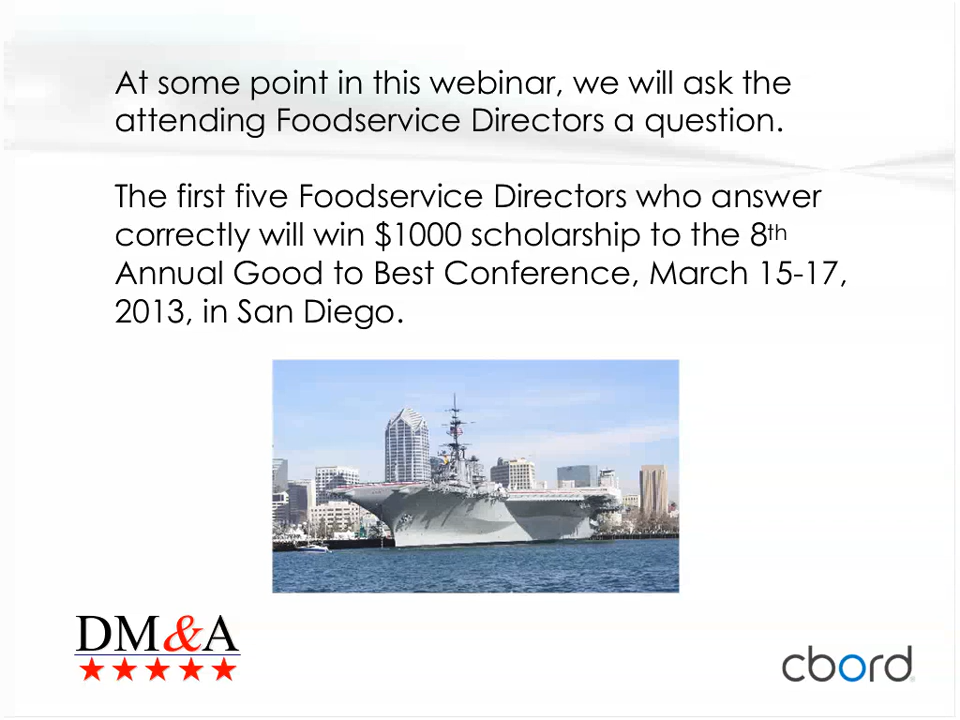 At some point in this webinar, we will ask the
attending Foodservice Directors a question.
The first five Foodservice Directors who answer
correctly will win $1000 scholarship to the 8th
Annual Good to Best Conference, March 15-17,
2013, in San Diego.
DM&A
cbord